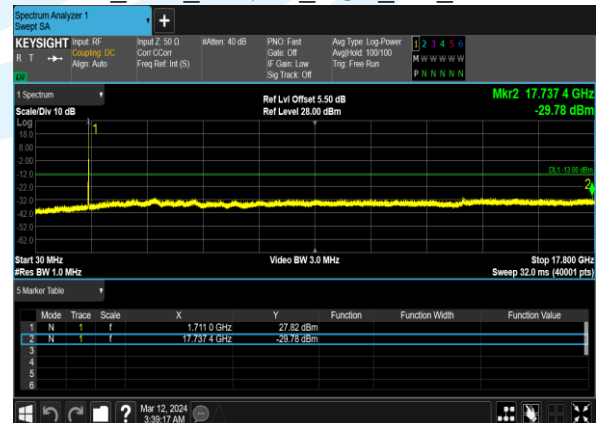 Spectrum Analyzer 1
Swept SA
+
KEYSIGHT Input: RF Input Z: 50 Ω #Atten: 40 dB PNO: Fast Avg Type: Log-Power 1 2 3 4 5 6
R T Coupling: DC Corr CCorr Gate: Off Avg|Hold: 100/100 M W W W W W
Align: Auto Freq Ref: Int (S) IF Gain: Low Trig: Free Run
Sig Track: Off P N N N N N
LV
1 Spectrum Ref Lvl Offset 5.50 dB Mkr2 17.737 4 GHz
Scale/Div 10 dB Ref Level 28.00 dBm -29.78 dBm
Log
1
18.0
8.00
-2.00
DL1 -13.00 dBm
-12.0
2
-22.0
-32.0
-42.0
-52.0
-62.0
Start 30 MHz Video BW 3.0 MHz Stop 17.800 GHz
#Res BW 1.0 MHz Sweep 32.0 ms (40001 pts)
5 Marker Table
Mode Trace Scale X Y Function Function Width Function Value
1 N 1 f 1.711 0 GHz 27.82 dBm
2 N 1 f 17.737 4 GHz -29.78 dBm
3
4
5
6
? Mar 12, 2024
3:39:17 AM